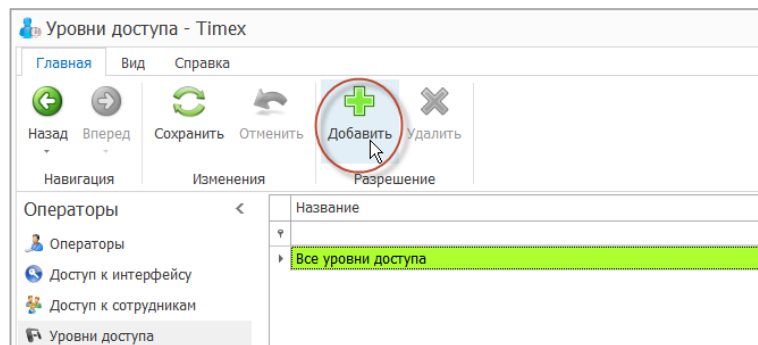 Уровни доступа - Timex
Главная Вид Справка
Назад Вперед Сохранить Отменить Добавить Удалить
Навигация Изменения Разрешение
Операторы Название
Операторы
Все уровни доступа
Доступ к интерфейсу
Доступ к сотрудникам
Уровни доступа